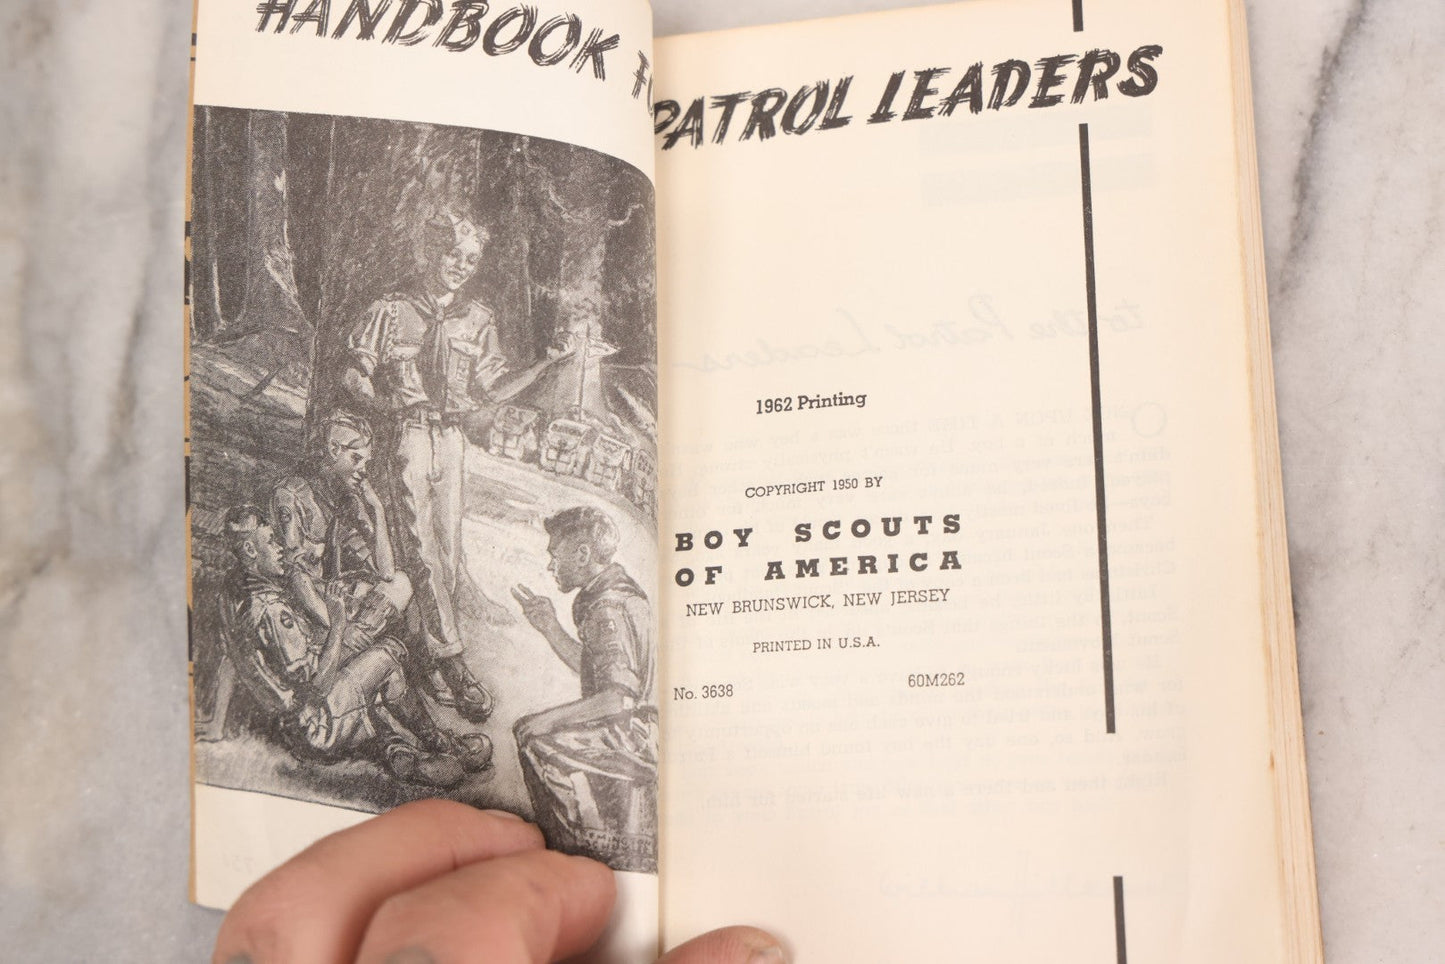 HANDBOOK
PATROL LEADERS
1962 Printing
COPYRIGHT 1950 BY
BOY SCOUTS
OF AMERICA
NEW BRUNSWICK, NEW JERSEY
PRINTED IN U.S.A.
No. 3638 60M262